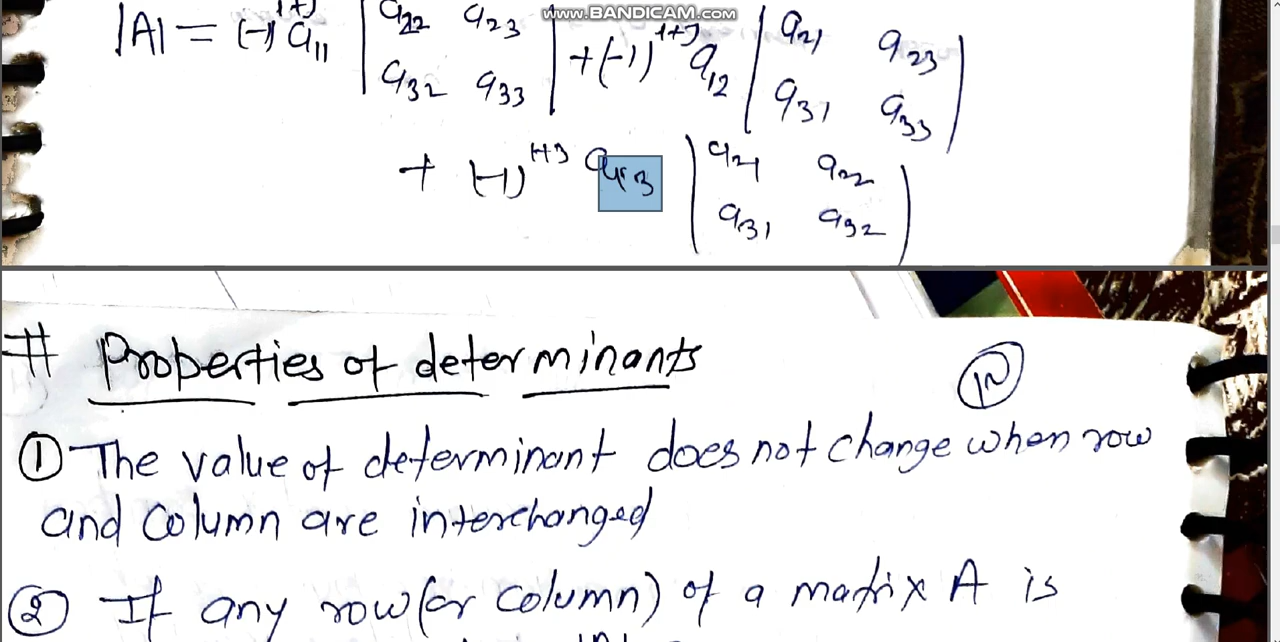 www.BANDICAM.com
|A| = (-1)¹⁺¹ a₁₁ | a₂₂ a₂₃ | + (-1)¹⁺² a₁₂ | a₂₁ a₂₃ |
| a₃₂ a₃₃ | | a₃₁ a₃₃ |
+ (-1)¹⁺³ a₁₃ | a₂₁ a₂₂ |
| a₃₁ a₃₂ |
# Properties of determinants
① The value of determinant does not change when row
and column are interchanged
② If any row (or column) of a matrix A is